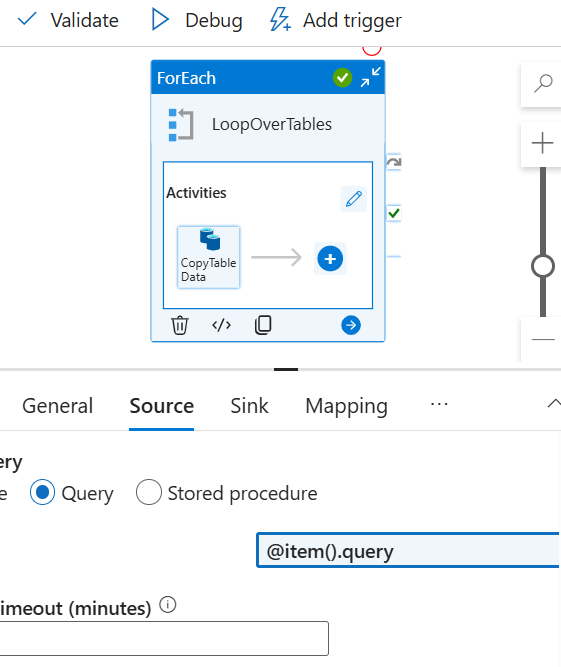 Validate Debug Add trigger
ForEach
LoopOverTables
Activities
CopyTable
Data
</>
General Source Sink Mapping ...
ery
e Query Stored procedure
@item().query
imeout (minutes)